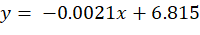 y = −0.0021x + 6.815